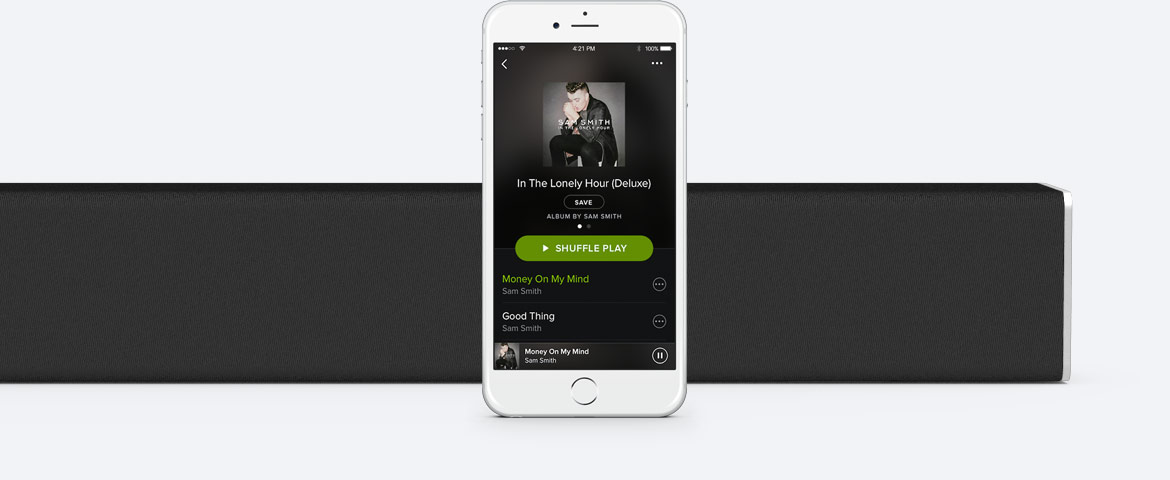 4:21 PM
100%
SAM SMITH
IN THE LONELY HOUR
In The Lonely Hour (Deluxe)
SAVE
ALBUM BY SAM SMITH
SHUFFLE PLAY
Money On My Mind
Sam Smith
Good Thing
Sam Smith
Money On My Mind
Sam Smith